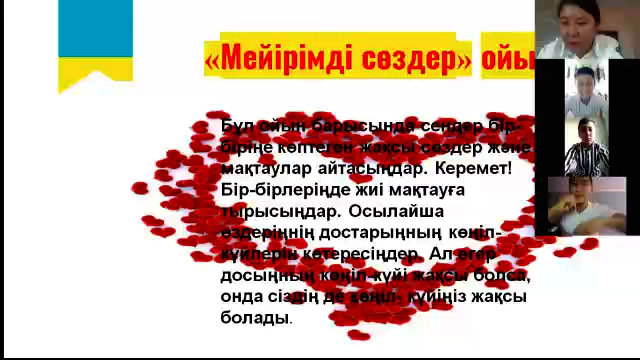 «Мейірімді сөздер» ойы
Бұл ойын барысында сендер бір-
біріңе көптеген жақсы сөздер және
мақтаулар айтасыңдар. Керемет!
Бір-бірлеріңде жиі мақтауға
тырысыңдар. Осылайша
өздеріңнің достарыңның көңіл-
күйлерін көтересіңдер. Ал егер
досыңның көңіл-күйі жақсы болса,
онда сіздің де көңіл- күйіңіз жақсы
болады.